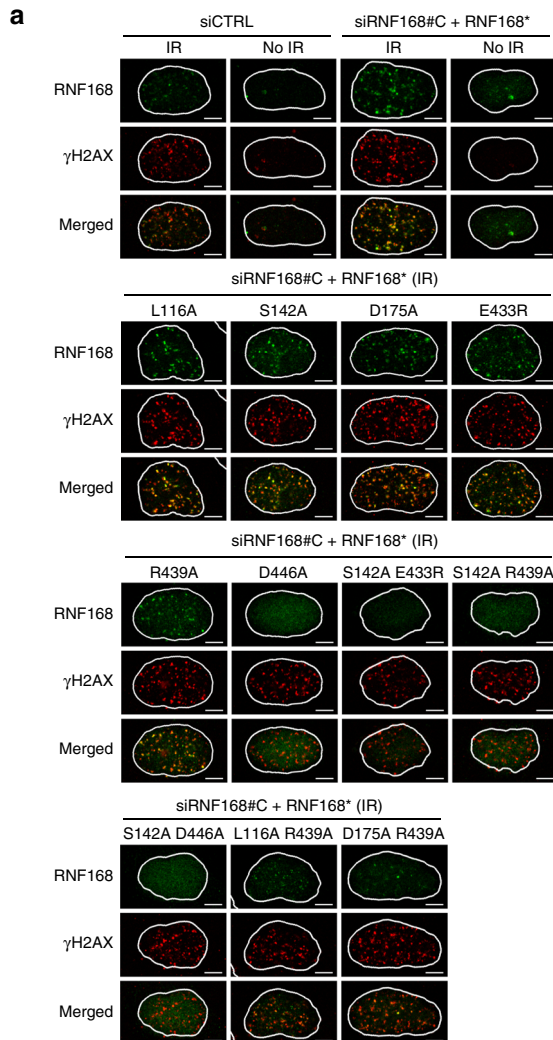 a
siCTRL siRNF168#C + RNF168*
IR No IR IR No IR
RNF168
γH2AX
Merged
siRNF168#C + RNF168* (IR)
L116A S142A D175A E433R
RNF168
γH2AX
Merged
siRNF168#C + RNF168* (IR)
R439A D446A S142A E433R S142A R439A
RNF168
γH2AX
Merged
siRNF168#C + RNF168* (IR)
S142A D446A L116A R439A D175A R439A
RNF168
γH2AX
Merged